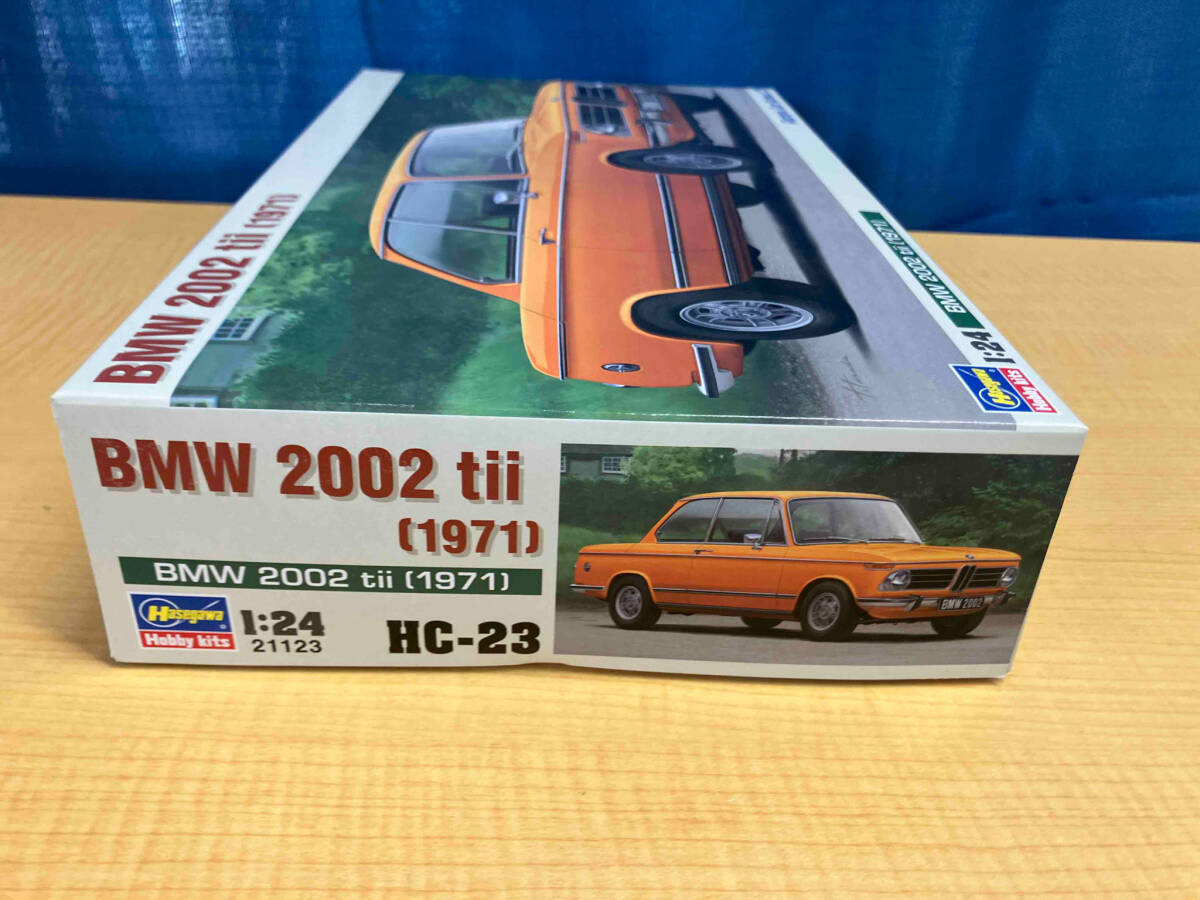 BMW 2002 tii (1971)
BMW 2002 tii (1971)
1:24
Hasegawa
Hobby kits
BMW 2002 tii
(1971)
BMW 2002 tii (1971)
Hasegawa
Hobby kits
1:24
21123
HC-23
BMW 2002